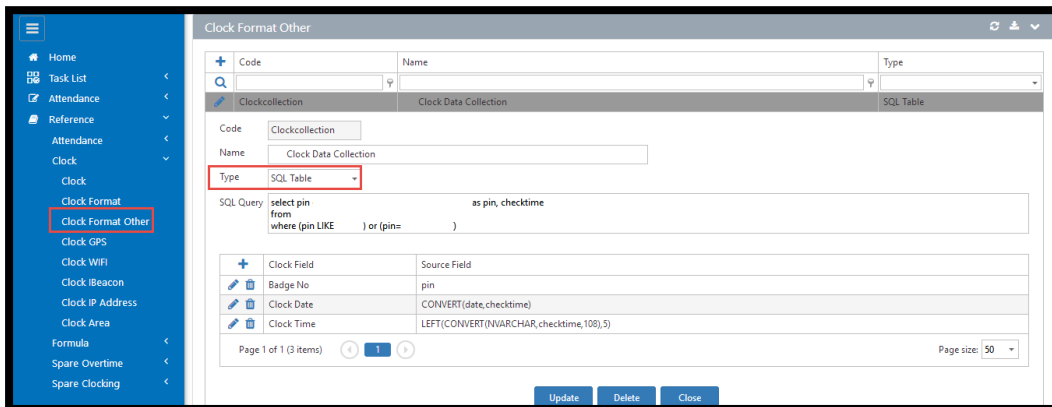 Clock Format Other
Home
Task List
Attendance
Reference
Attendance
Clock
Clock
Clock Format
Clock Format Other
Clock GPS
Clock WIFI
Clock IBeacon
Clock IP Address
Clock Area
Formula
Spare Overtime
Spare Clocking
+ Code Name Type
Clockcollection Clock Data Collection SQL Table
Code Clockcollection
Name Clock Data Collection
Type SQL Table
SQL Query select pin as pin, checktime
from
where (pin LIKE ) or (pin= )
+ Clock Field Source Field
Badge No pin
Clock Date CONVERT(date,checktime)
Clock Time LEFT(CONVERT(NVARCHAR,checktime,108),5)
Page 1 of 1 (3 items) 1 Page size: 50
Update Delete Close